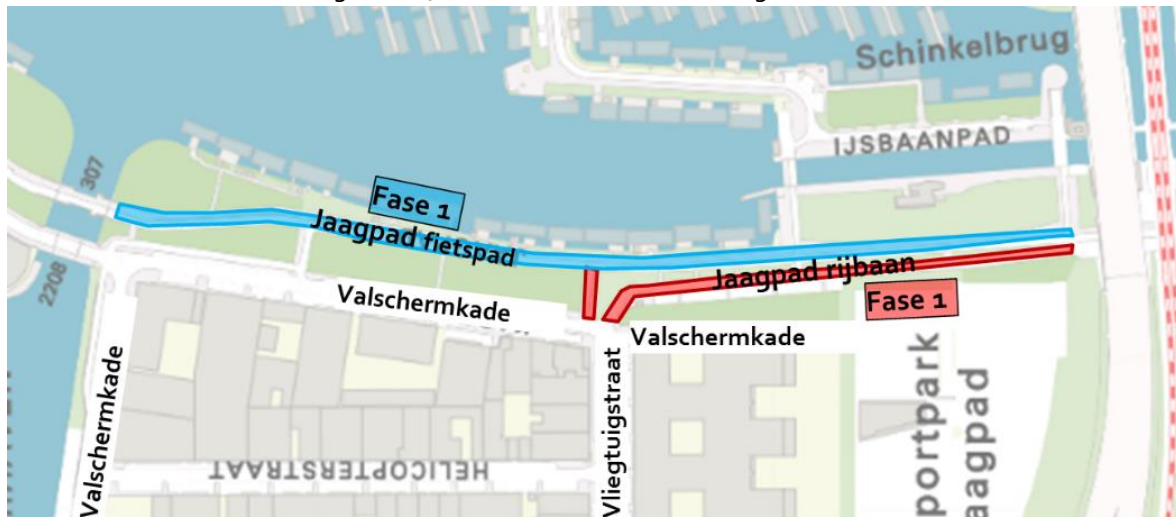 Schinkelbrug
IJSBAANPAD
307
Fase 1
Jaagpad fietspad
Jaagpad rijbaan
Fase 1
2208
Valschermkade
Valschermkade
Valschermkade
Vliegtuigstraat
HELICOPTERSTRAAT
portpark
aagpad